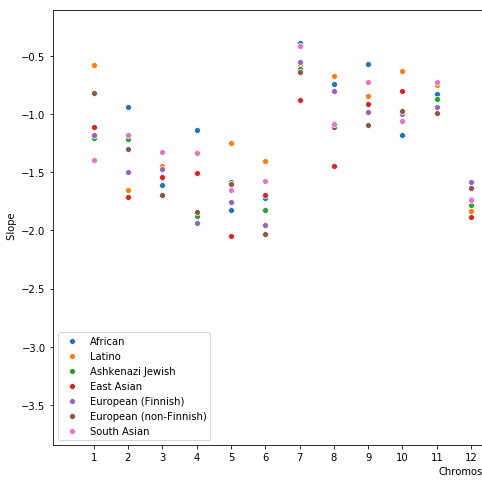 −0.5
−1.0
−1.5
−2.0
−2.5
−3.0
−3.5
Slope
African
Latino
Ashkenazi Jewish
East Asian
European (Finnish)
European (non-Finnish)
South Asian
1 2 3 4 5 6 7 8 9 10 11 12
Chromos